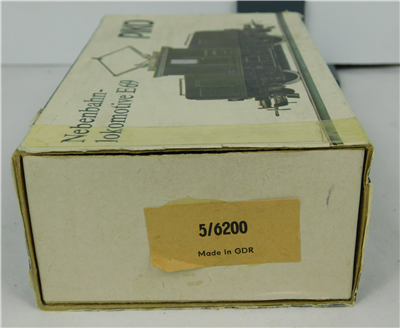 PIKO
Nebenbahn-
lokomotive E69
5/6200
Made in GDR